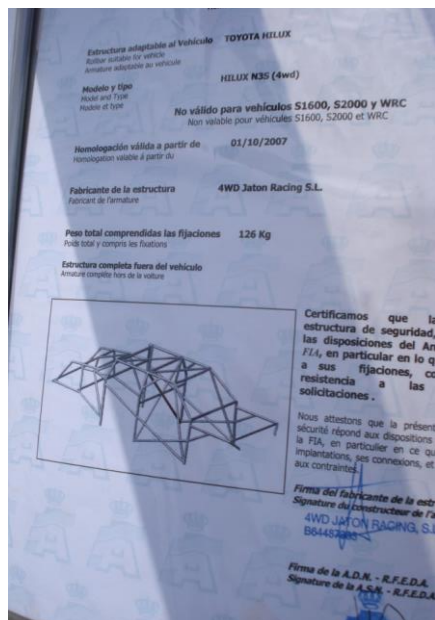 Estructura adaptable al Vehículo TOYOTA HILUX
Rollbar suitable for vehicle
Armature adaptable au vehicule
Modelo y tipo HILUX N35 (4wd)
Model and Type
Modele et type
No válido para vehículos S1600, S2000 y WRC
Non valable pour véhicules S1600, S2000 et WRC
Homologación válida a partir de 01/10/2007
Homologation valable á partir du
Fabricante de la estructura 4WD Jaton Racing S.L.
Fabricant de l'armature
Peso total comprendidas las fijaciones 126 Kg
Poids total y compris les fixations
Estructura completa fuera del vehículo
Armature complète hors de la voiture
Certificamos que la
estructura de seguridad,
las disposiciones del
FIA, en particular en lo
a sus fijaciones,
resistencia a las
solicitaciones .
Nous attestons que la
sécurité répond aux dispositions
la FIA, en particulier en ce
implantations, ses connexions, et
aux contraintes.
Firma del fabricante de la
Signature du constructeur de
4WD JATON RACING,
Firma de la A.D.N. - R.F.E.D.A.
Signature de la A.S.N. - R.F.E.D.A.